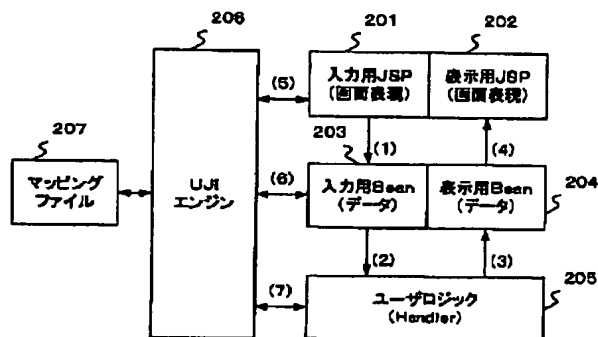 206
201
202
入力用JSP
(画面表現)
表示用JSP
(画面表現)
(5)
207
203
(1)
(4)
マッピング
ファイル
UJI
エンジン
(6)
入力用Bean
(データ)
表示用Bean
(データ)
204
(2)
(3)
205
(7)
ユーザロジック
(Handler)